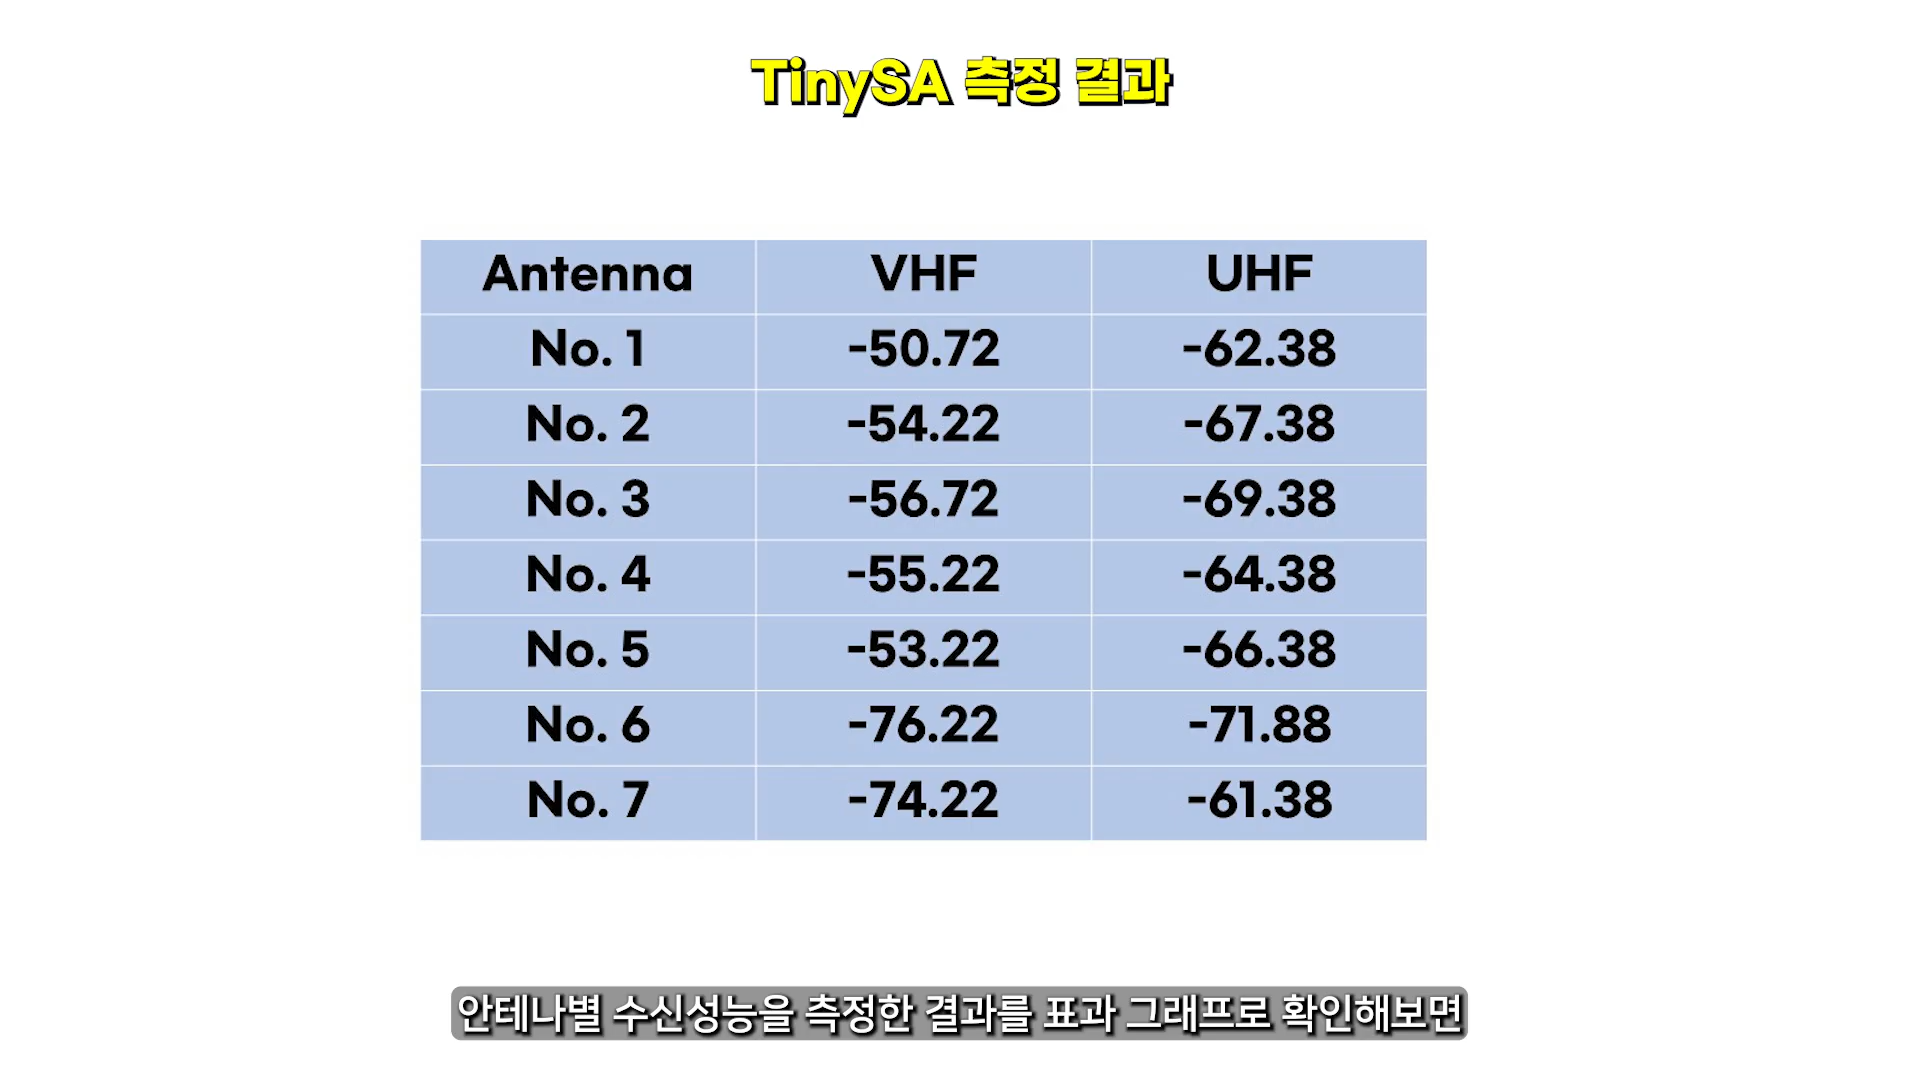 TinySA 측정 결과
Antenna VHF UHF
No. 1 -50.72 -62.38
No. 2 -54.22 -67.38
No. 3 -56.72 -69.38
No. 4 -55.22 -64.38
No. 5 -53.22 -66.38
No. 6 -76.22 -71.88
No. 7 -74.22 -61.38
안테나별 수신성능을 측정한 결과를 표과 그래프로 확인해보면